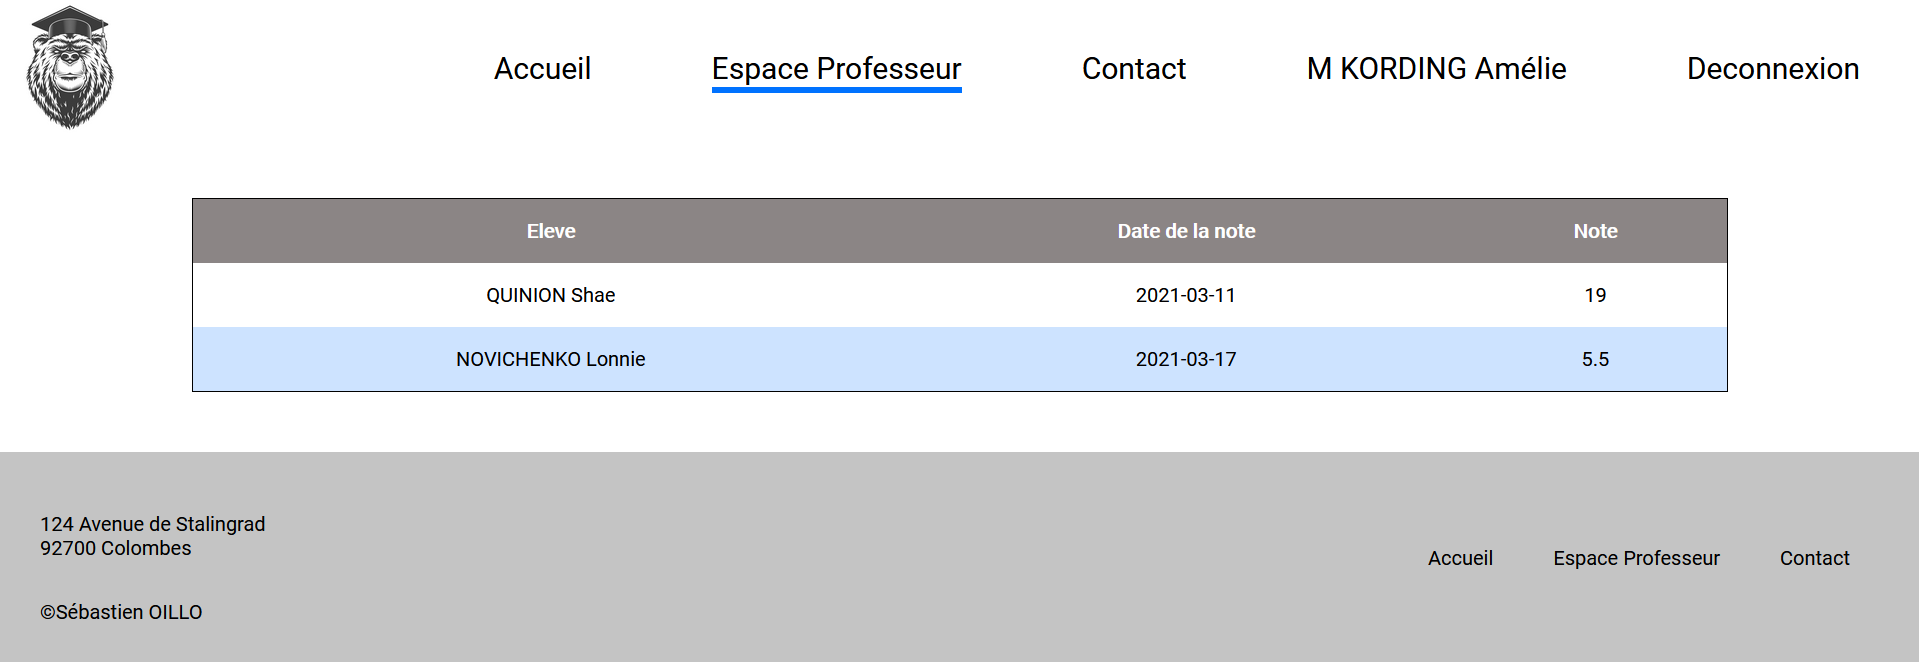 Accueil Espace Professeur Contact M KORDING Amélie Deconnexion
Eleve Date de la note Note
QUINION Shae 2021-03-11 19
NOVICHENKO Lonnie 2021-03-17 5.5
124 Avenue de Stalingrad
92700 Colombes
Accueil Espace Professeur Contact
©Sébastien OILLO